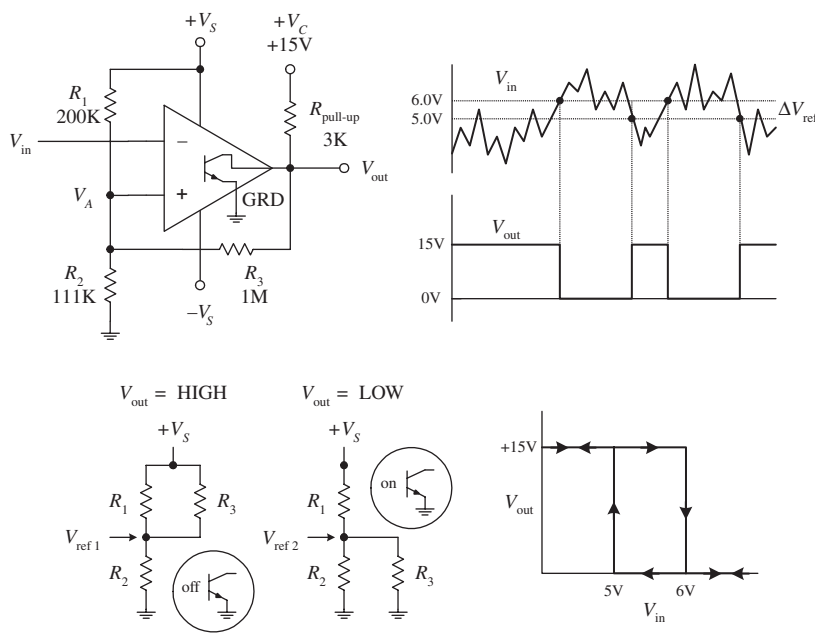 +V_S
+V_C
+15V
R_1
200K
R_pull-up
3K
V_in
−
V_out
V_A
+
GRD
R_2
111K
R_3
1M
−V_S
V_in
6.0V
5.0V
ΔV_ref
V_out
15V
0V
V_out = HIGH
+V_S
R_1
R_3
V_ref 1
R_2
off
V_out = LOW
+V_S
on
R_1
V_ref 2
R_2
R_3
+15V
V_out
5V
6V
V_in